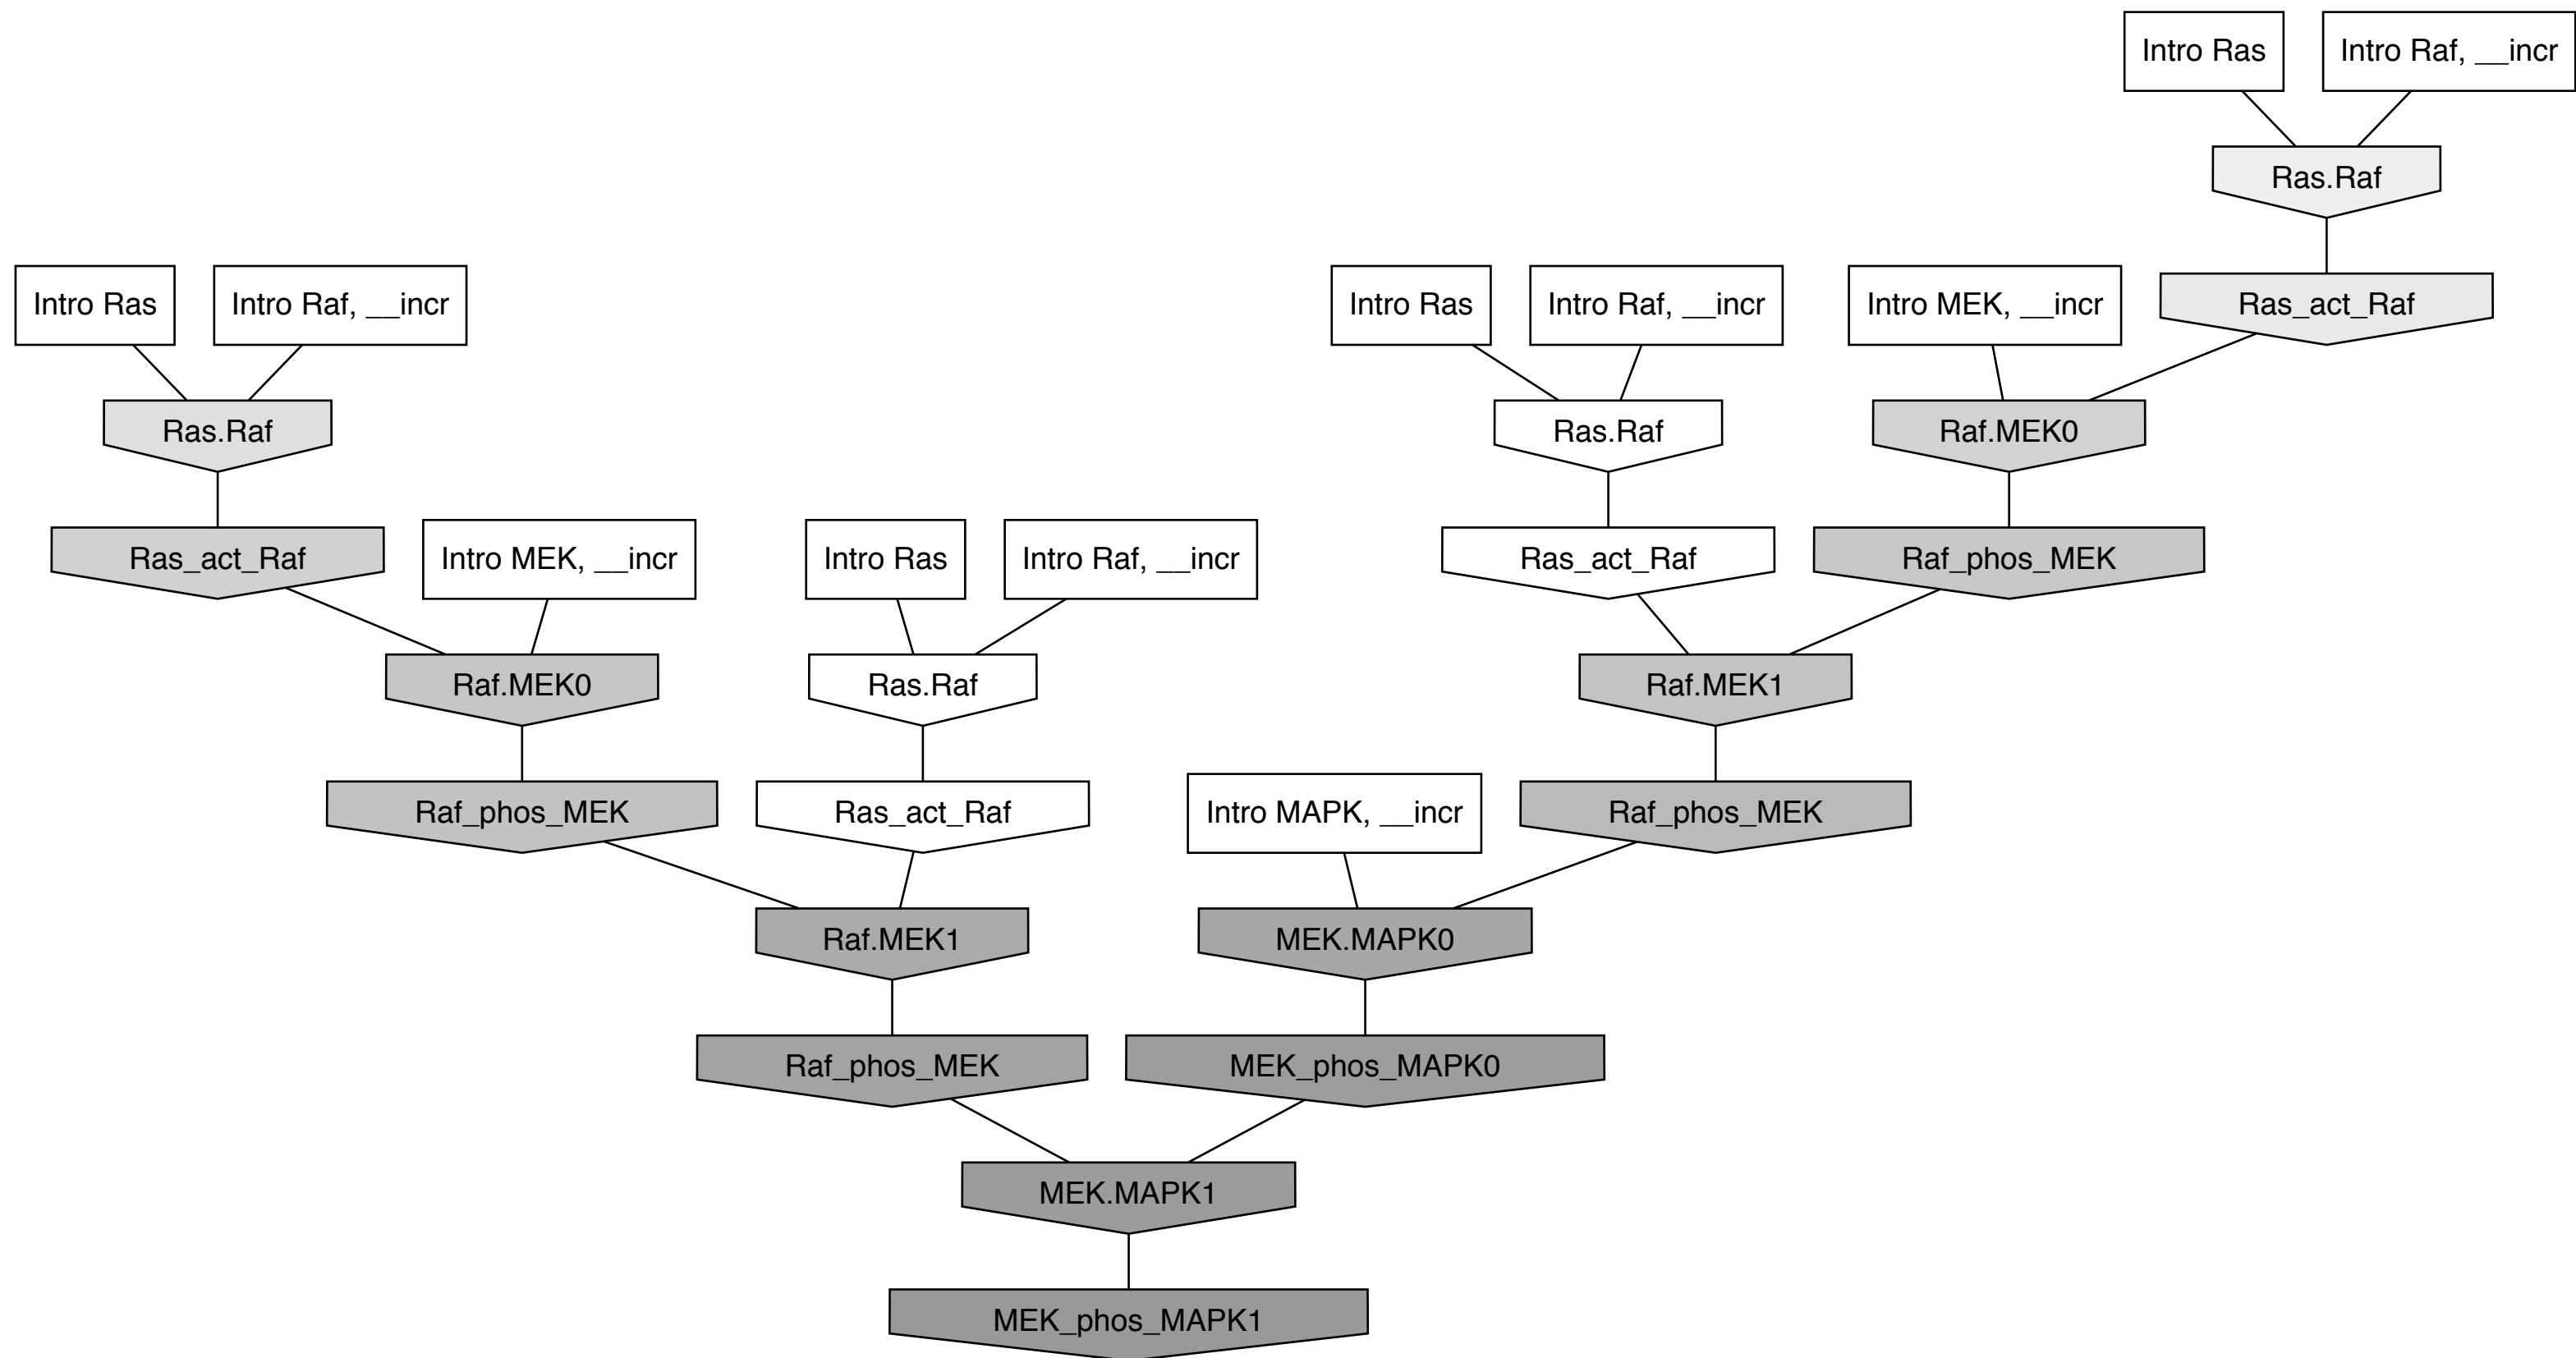 Intro Ras
Intro Raf, __incr
Ras.Raf
Intro Ras
Intro Raf, __incr
Intro Ras
Intro Raf, __incr
Intro MEK, __incr
Ras_act_Raf
Ras.Raf
Ras.Raf
Raf.MEK0
Ras_act_Raf
Intro MEK, __incr
Intro Ras
Intro Raf, __incr
Ras_act_Raf
Raf_phos_MEK
Raf.MEK0
Ras.Raf
Raf.MEK1
Raf_phos_MEK
Ras_act_Raf
Intro MAPK, __incr
Raf_phos_MEK
Raf.MEK1
MEK.MAPK0
Raf_phos_MEK
MEK_phos_MAPK0
MEK.MAPK1
MEK_phos_MAPK1